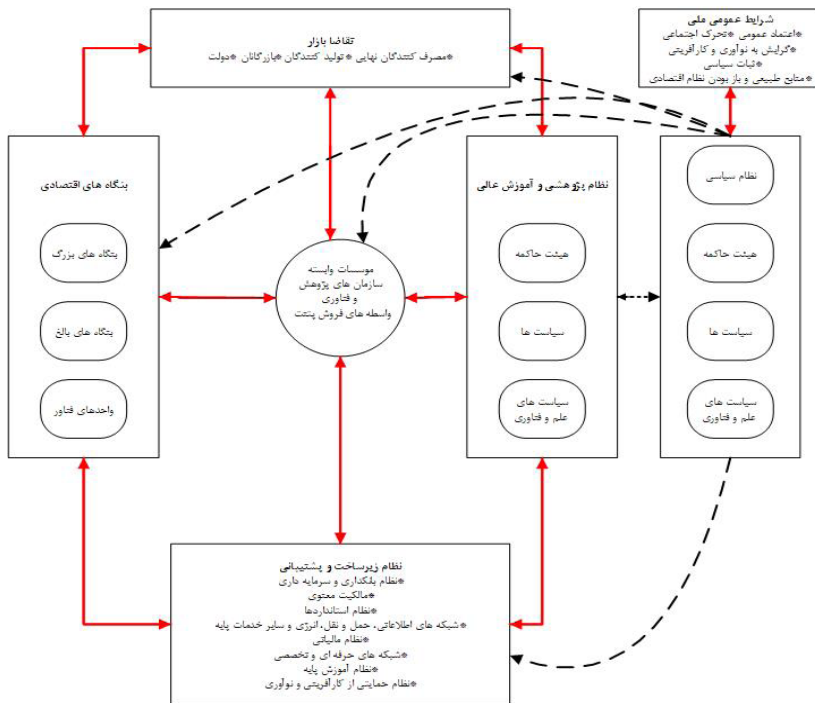 شرایط عمومی ملی
*اعتماد عمومی *تحرک اجتماعی
*گرایش به نوآوری و کارآفرینی
*ثبات سیاسی
*منابع طبیعی و باز بودن نظام اقتصادی
تقاضا بازار
*مصرف کنندگان نهایی *تولید کنندگان *بازرگانان *دولت
نظام سیاسی
هیئت حاکمه
سیاست ها
سیاست های
علم و فناوری
نظام پژوهشی و آموزش عالی
هیئت حاکمه
سیاست ها
سیاست های
علم و فناوری
موسسات وابسته
سازمان های پژوهش
و فناوری
واسطه های فروش پتنت
بنگاه های اقتصادی
بنگاه های بزرگ
بنگاه های بالغ
واحدهای فناور
نظام زیرساخت و پشتیبانی
*نظام بانکداری و سرمایه داری
*مالکیت معنوی
*نظام استانداردها
*شبکه های اطلاعاتی، حمل و نقل، انرژی و سایر خدمات پایه
*نظام مالیاتی
*شبکه های حرفه ای و تخصصی
*نظام آموزش پایه
*نظام حمایتی از کارآفرینی و نوآوری